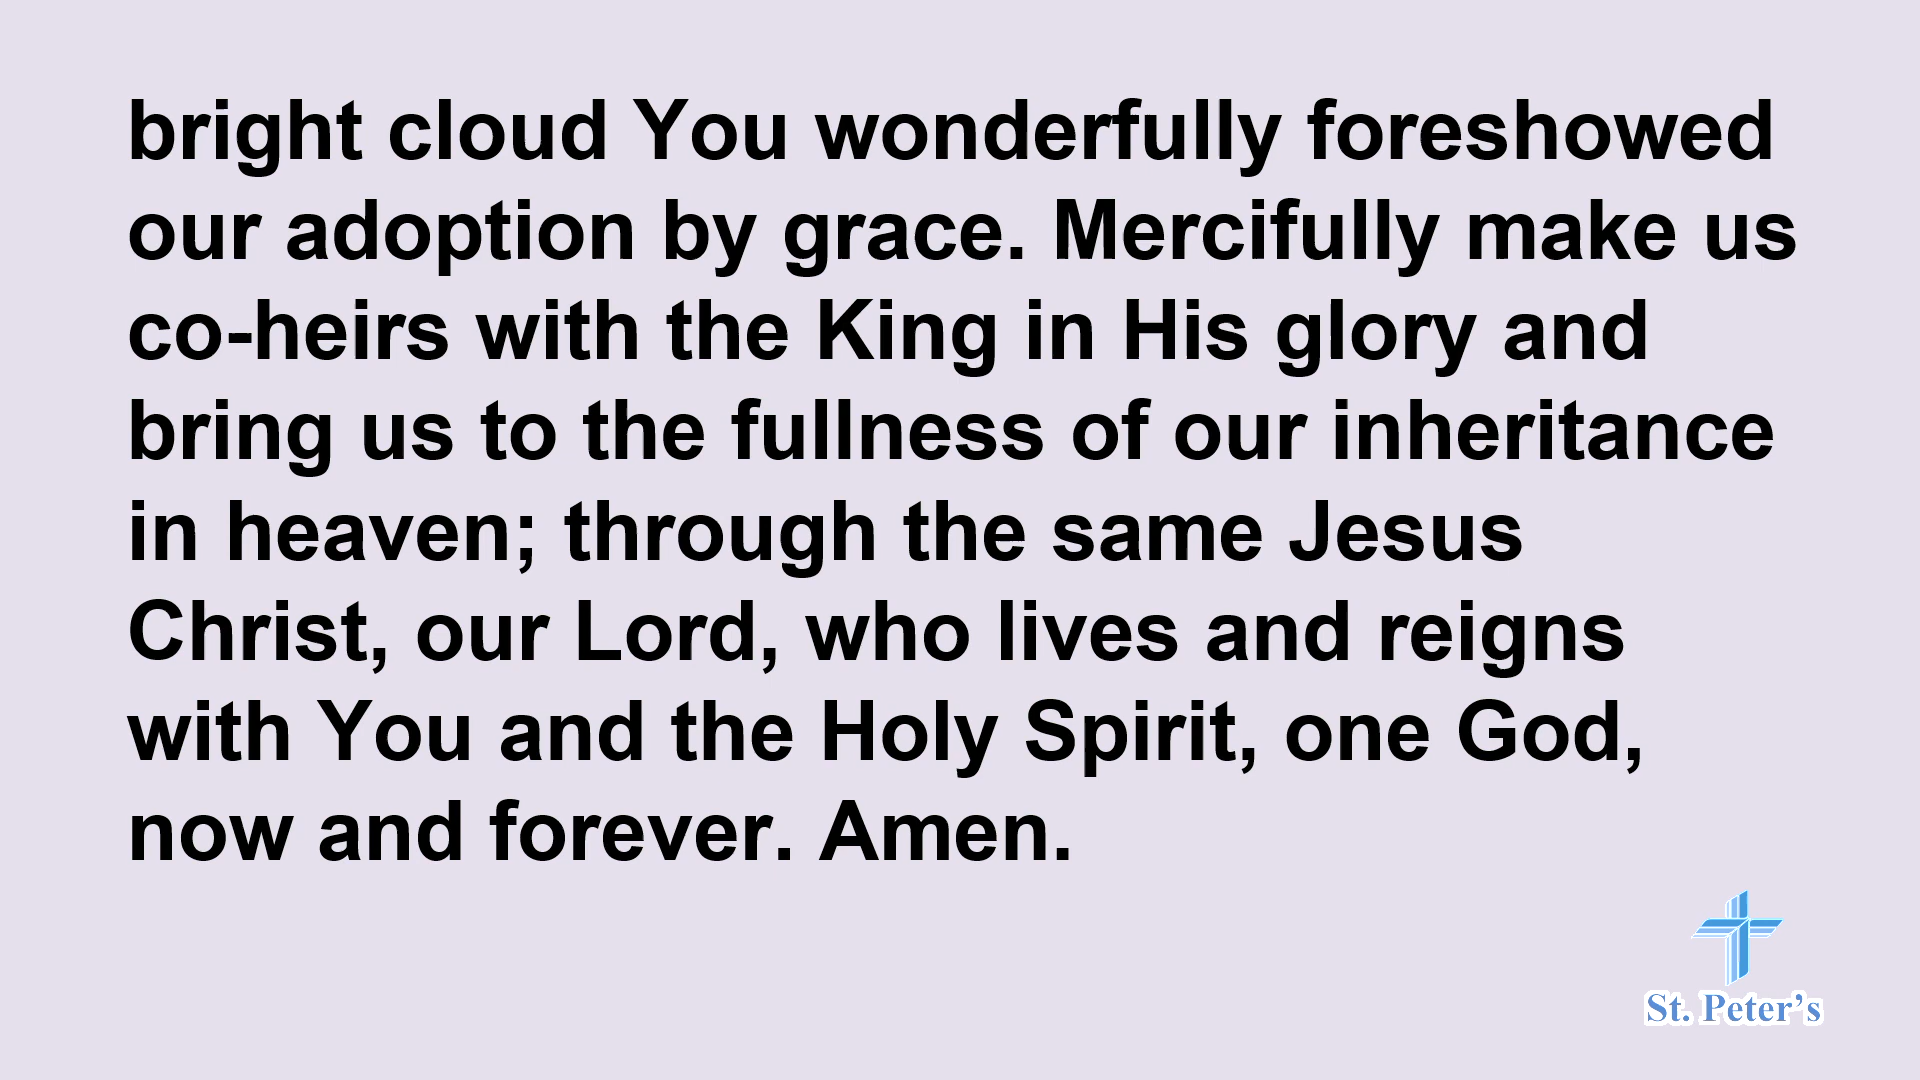 bright cloud You wonderfully foreshowed
our adoption by grace. Mercifully make us
co-heirs with the King in His glory and
bring us to the fullness of our inheritance
in heaven; through the same Jesus
Christ, our Lord, who lives and reigns
with You and the Holy Spirit, one God,
now and forever. Amen.
St. Peter’s